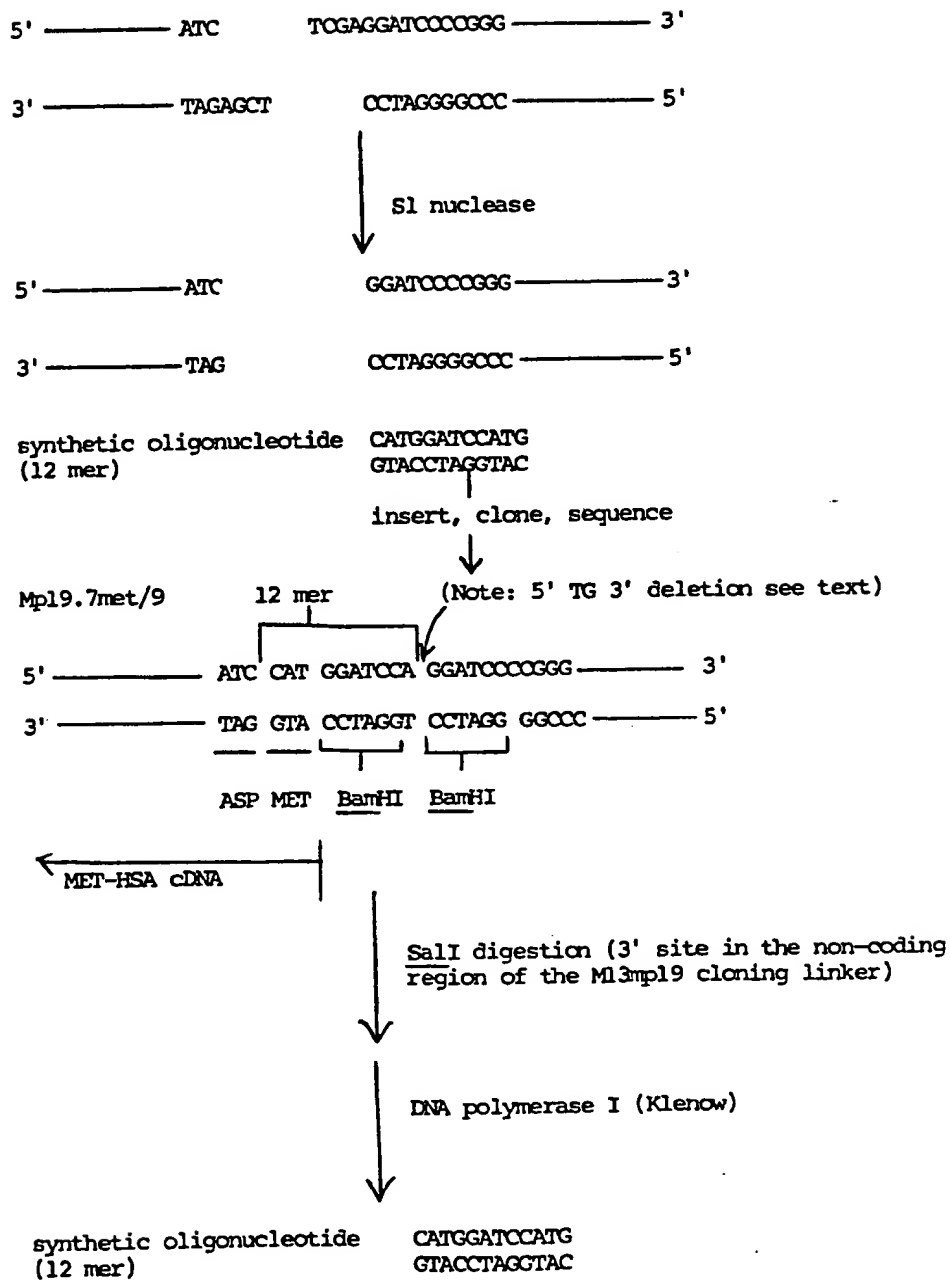 5' ATC TCGAGGATCCCCGGG 3'
3' TAGAGCT CCTAGGGGCCC 5'
S1 nuclease
5' ATC GGATCCCCGGG 3'
3' TAG CCTAGGGGCCC 5'
synthetic oligonucleotide CATGGATCCATG
(12 mer) GTACCTAGGTAC
insert, clone, sequence
Mp19.7met/9 12 mer (Note: 5' TG 3' deletion see text)
5' ATC CAT GGATCCA GGATCCCCGGG 3'
3' TAG GTA CCTAGGT CCTAGG GGCCC 5'
ASP MET BamHI BamHI
MET-HSA cDNA
SalI digestion (3' site in the non-coding
region of the M13mp19 cloning linker)
DNA polymerase I (Klenow)
synthetic oligonucleotide CATGGATCCATG
(12 mer) GTACCTAGGTAC